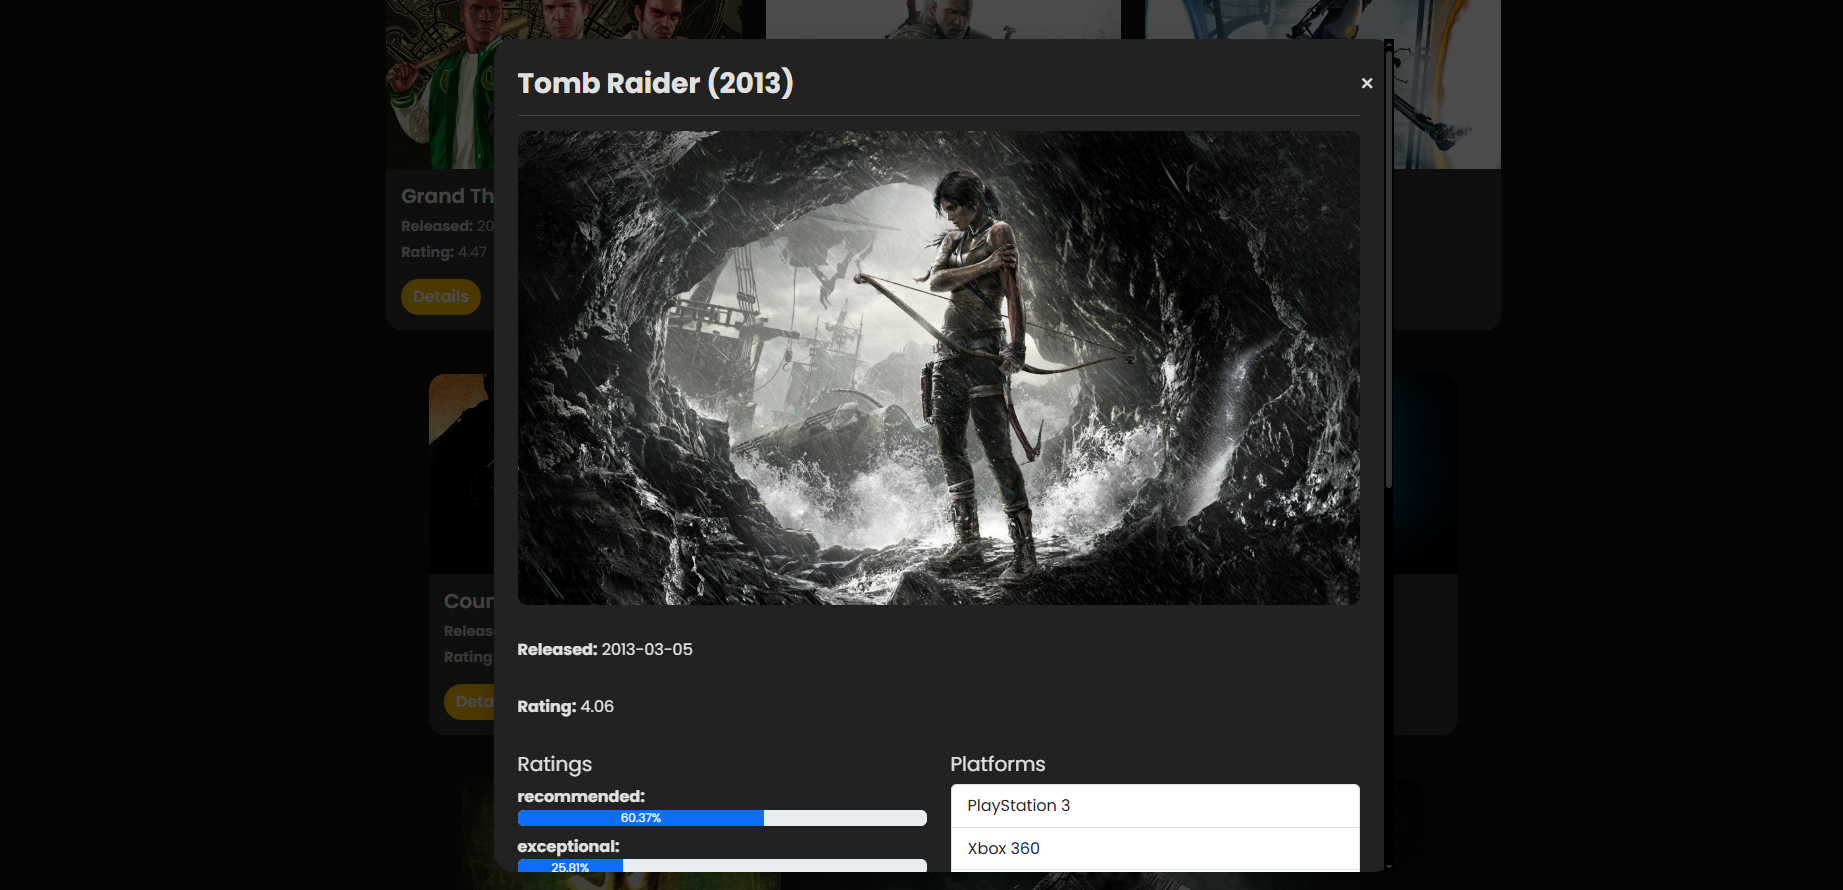 Tomb Raider (2013)
×
Grand Th
Released: 20
Rating: 4.47
Details
Released: 2013-03-05
Coun
Releas
Rating:
Deta
Rating: 4.06
Ratings
recommended:
60.37%
exceptional:
25.81%
Platforms
PlayStation 3
Xbox 360